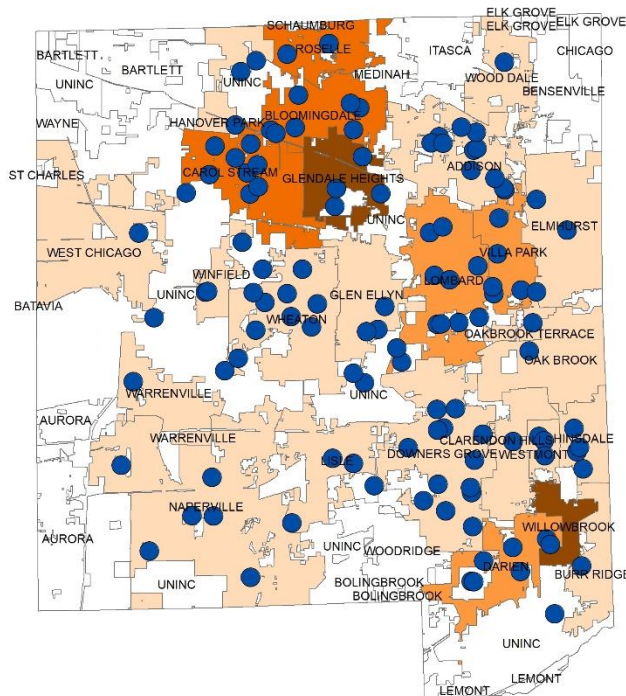 ELK GROVE
SCHAUMBURG
ELK GROVE
ELK GROVE
ROSELLE
ITASCA
CHICAGO
BARTLETT
BARTLETT
MEDINAH
WOOD DALE
UNINC
UNINC
BENSENVILLE
WAYNE
HANOVER PARK
BLOOMINGDALE
ADDISON
ST CHARLES
CAROL STREAM
GLENDALE HEIGHTS
UNINC
ELMHURST
WEST CHICAGO
VILLA PARK
WINFIELD
LOMBARD
UNINC
GLEN ELLYN
BATAVIA
WHEATON
OAKBROOK TERRACE
OAK BROOK
WARRENVILLE
UNINC
AURORA
WARRENVILLE
CLARENDON HILLS
HINSDALE
LISLE
DOWNERS GROVE
WESTMONT
NAPERVILLE
WILLOWBROOK
AURORA
UNINC
WOODRIDGE
DARIEN
UNINC
BOLINGBROOK
BURR RIDGE
BOLINGBROOK
UNINC
LEMONT
LEMONT